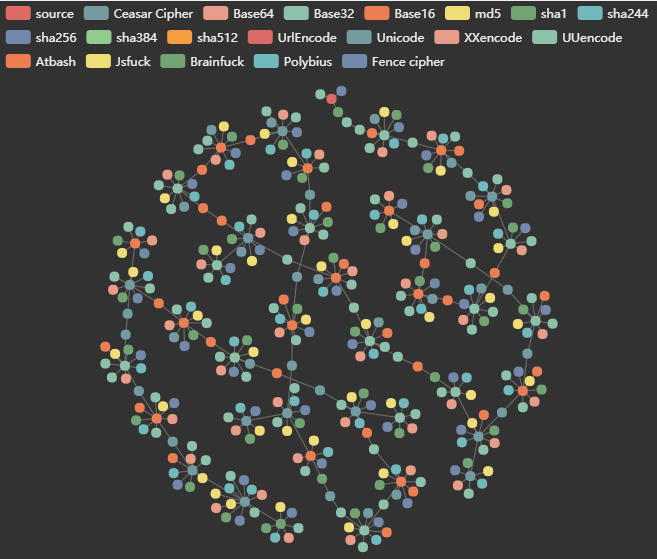 source Ceasar Cipher Base64 Base32 Base16 md5 sha1 sha244
sha256 sha384 sha512 UrlEncode Unicode XXencode UUencode
Atbash Jsfuck Brainfuck Polybius Fence cipher